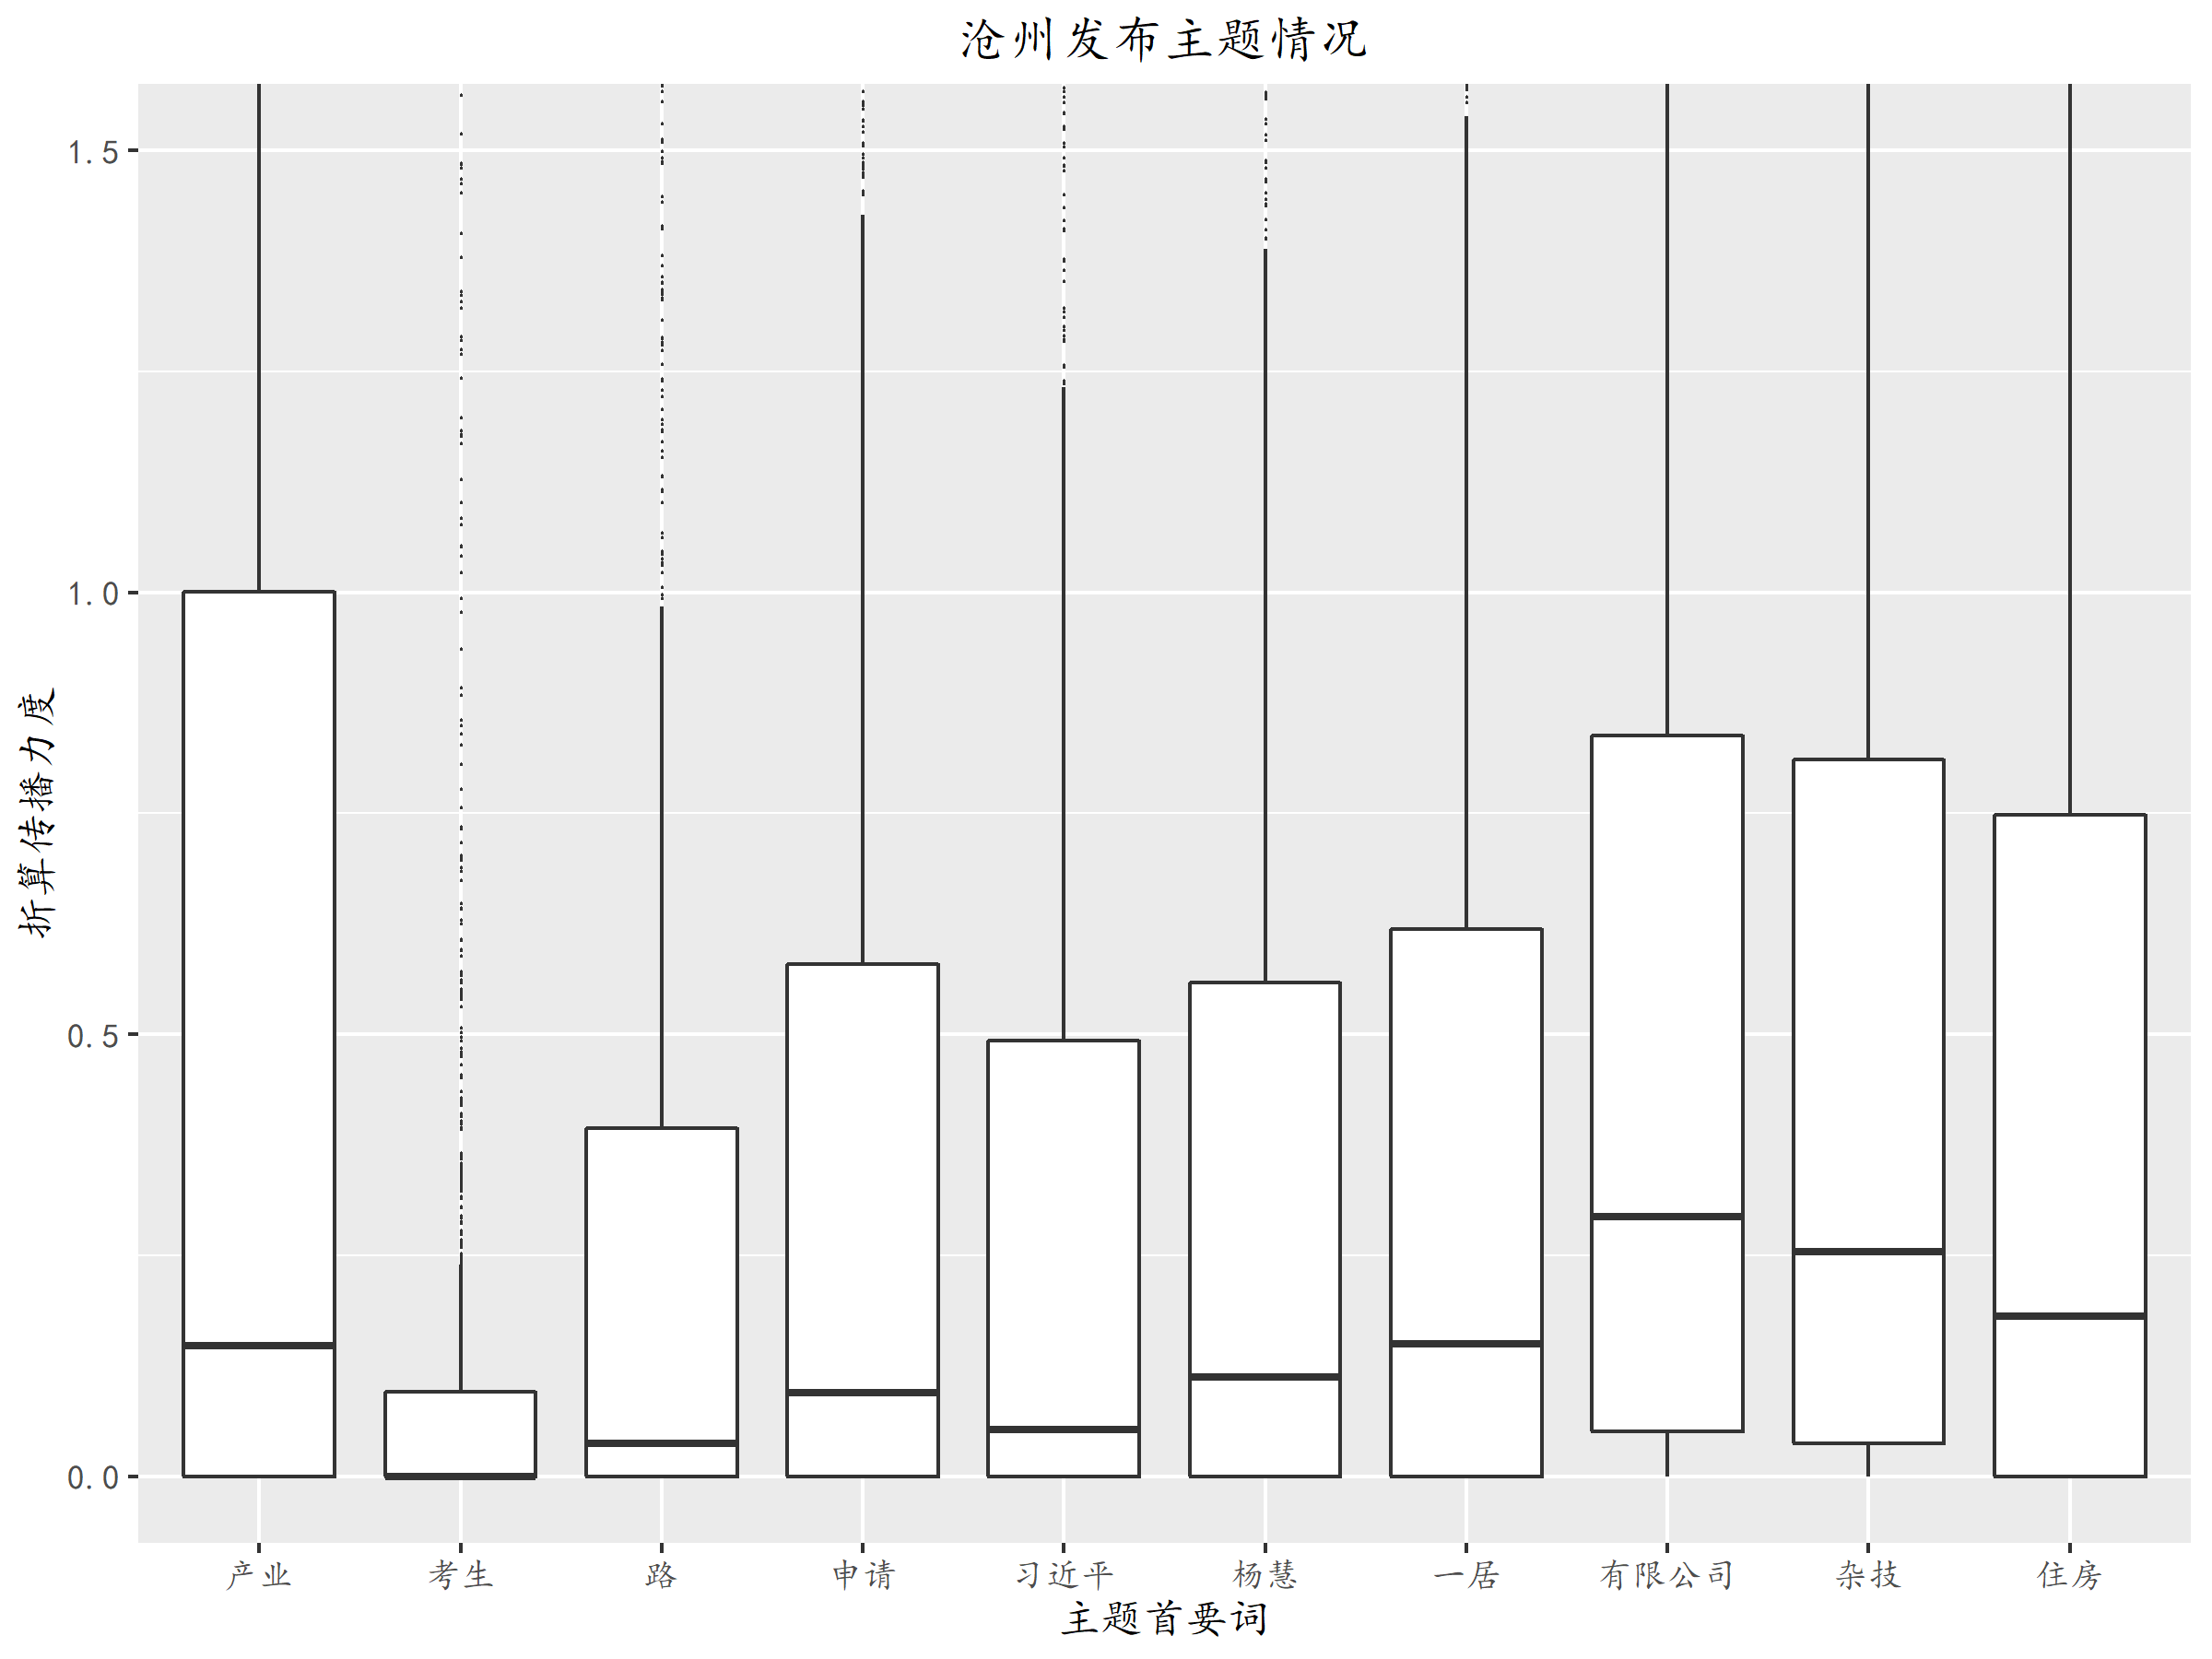 沧州发布主题情况
折算传播力度
1.5
1.0
0.5
0.0
产业 考生 路 申请 习近平 杨慧 一居 有限公司 杂技 住房
主题首要词